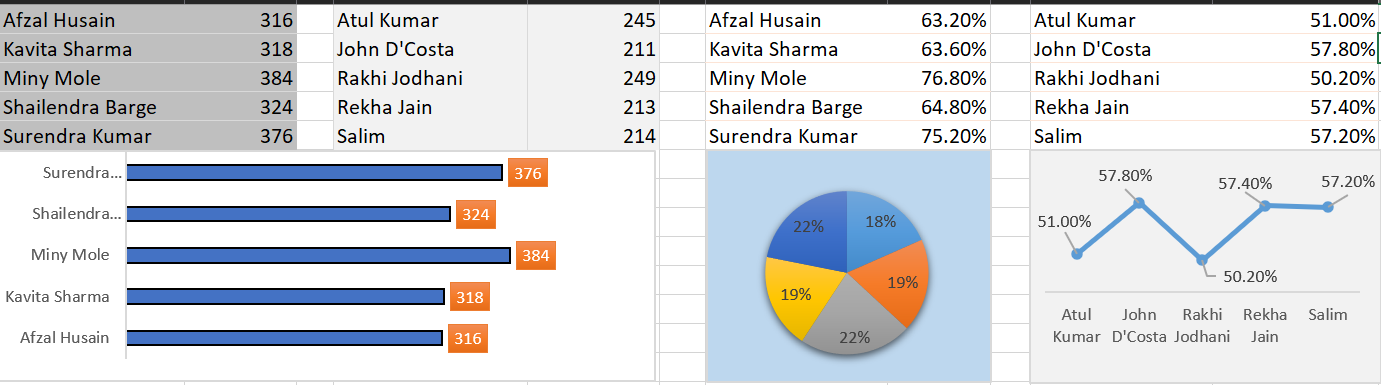 Afzal Husain 316 Atul Kumar 245 Afzal Husain 63.20% Atul Kumar 51.00%
Kavita Sharma 318 John D'Costa 211 Kavita Sharma 63.60% John D'Costa 57.80%
Miny Mole 384 Rakhi Jodhani 249 Miny Mole 76.80% Rakhi Jodhani 50.20%
Shailendra Barge 324 Rekha Jain 213 Shailendra Barge 64.80% Rekha Jain 57.40%
Surendra Kumar 376 Salim 214 Surendra Kumar 75.20% Salim 57.20%
Surendra... 376
Shailendra... 324
Miny Mole 384
Kavita Sharma 318
Afzal Husain 316
22% 18%
19% 19%
22%
57.80% 57.40% 57.20%
51.00%
50.20%
Atul John Rakhi Rekha Salim
Kumar D'Costa Jodhani Jain